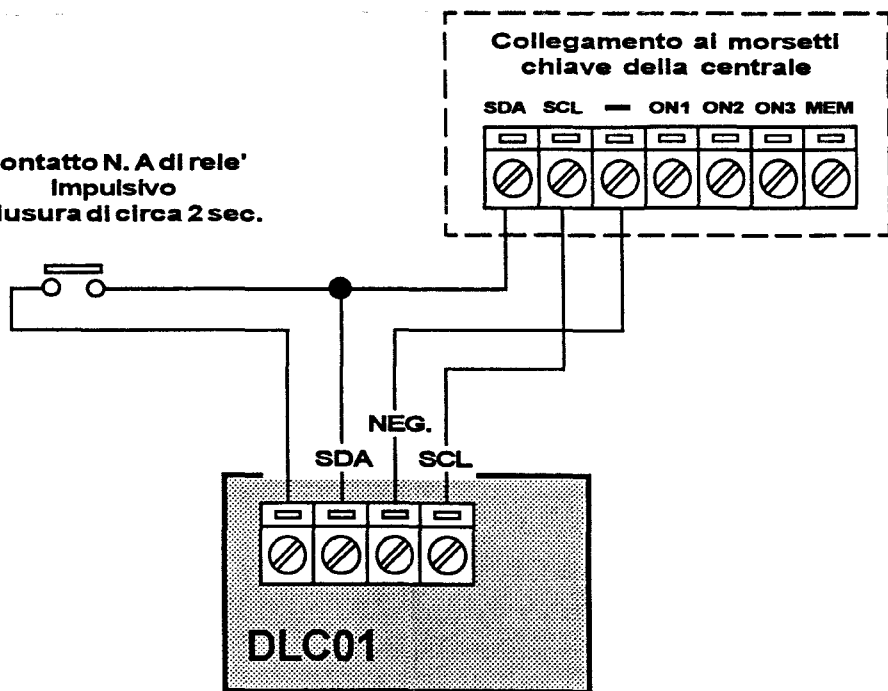 Collegamento ai morsetti
chiave della centrale
SDA SCL — ON1 ON2 ON3 MEM
ontatto N. A di rele'
impulsivo
iusura di circa 2 sec.
NEG.
SDA SCL
DLC01